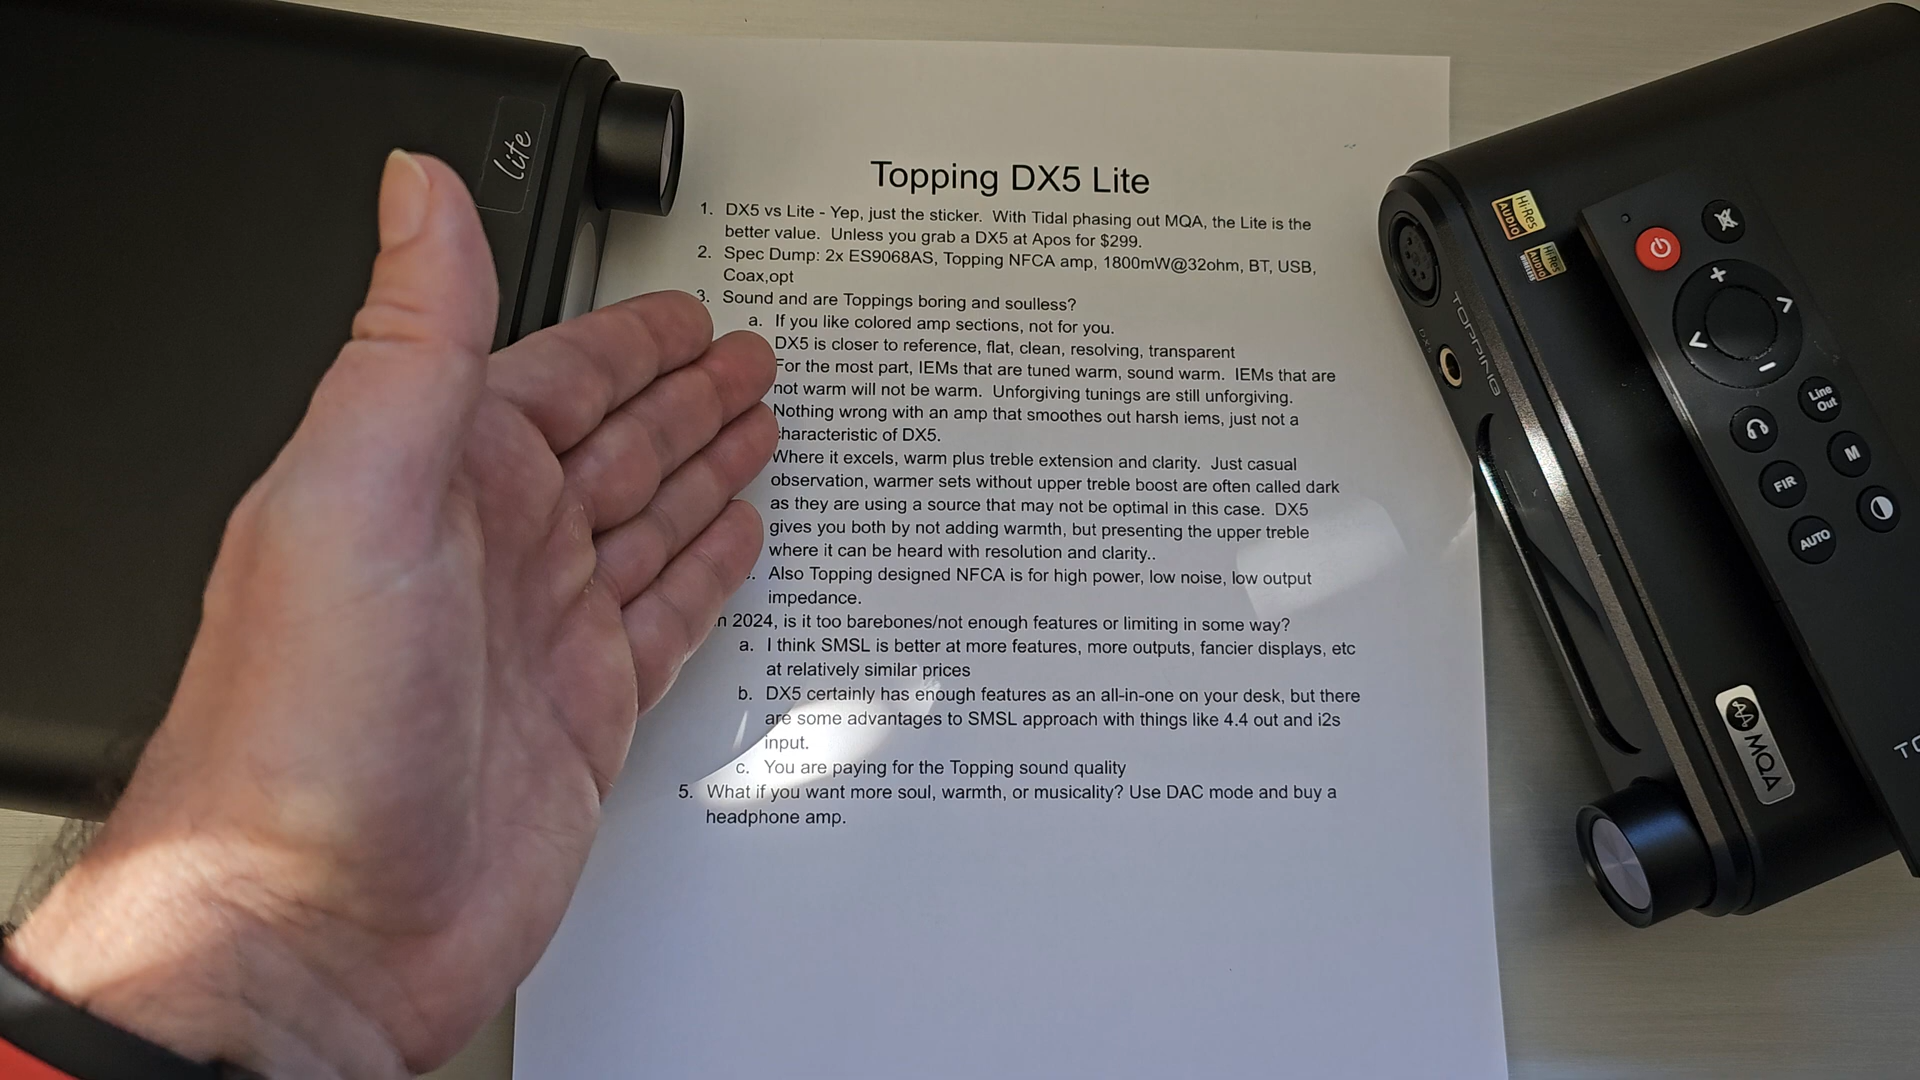 Lite
Topping DX5 Lite
1. DX5 vs Lite - Yep, just the sticker. With Tidal phasing out MQA, the Lite is the
better value. Unless you grab a DX5 at Apos for $299.
2. Spec Dump: 2x ES9068AS, Topping NFCA amp, 1800mW@32ohm, BT, USB,
Coax,opt
3. Sound and are Toppings boring and soulless?
a. If you like colored amp sections, not for you.
DX5 is closer to reference, flat, clean, resolving, transparent
For the most part, IEMs that are tuned warm, sound warm. IEMs that are
not warm will not be warm. Unforgiving tunings are still unforgiving.
Nothing wrong with an amp that smoothes out harsh iems, just not a
characteristic of DX5.
Where it excels, warm plus treble extension and clarity. Just casual
observation, warmer sets without upper treble boost are often called dark
as they are using a source that may not be optimal in this case. DX5
gives you both by not adding warmth, but presenting the upper treble
where it can be heard with resolution and clarity..
Also Topping designed NFCA is for high power, low noise, low output
impedance.
2024, is it too barebones/not enough features or limiting in some way?
a. I think SMSL is better at more features, more outputs, fancier displays, etc
at relatively similar prices
b. DX5 certainly has enough features as an all-in-one on your desk, but there
are some advantages to SMSL approach with things like 4.4 out and i2s
input.
c. You are paying for the Topping sound quality
5. What if you want more soul, warmth, or musicality? Use DAC mode and buy a
headphone amp.
Hi-Res
AUDIO
Hi-Res
AUDIO
WIRELESS
TOPPING
DX5
MQA
Line
Out
M
FIR
AUTO